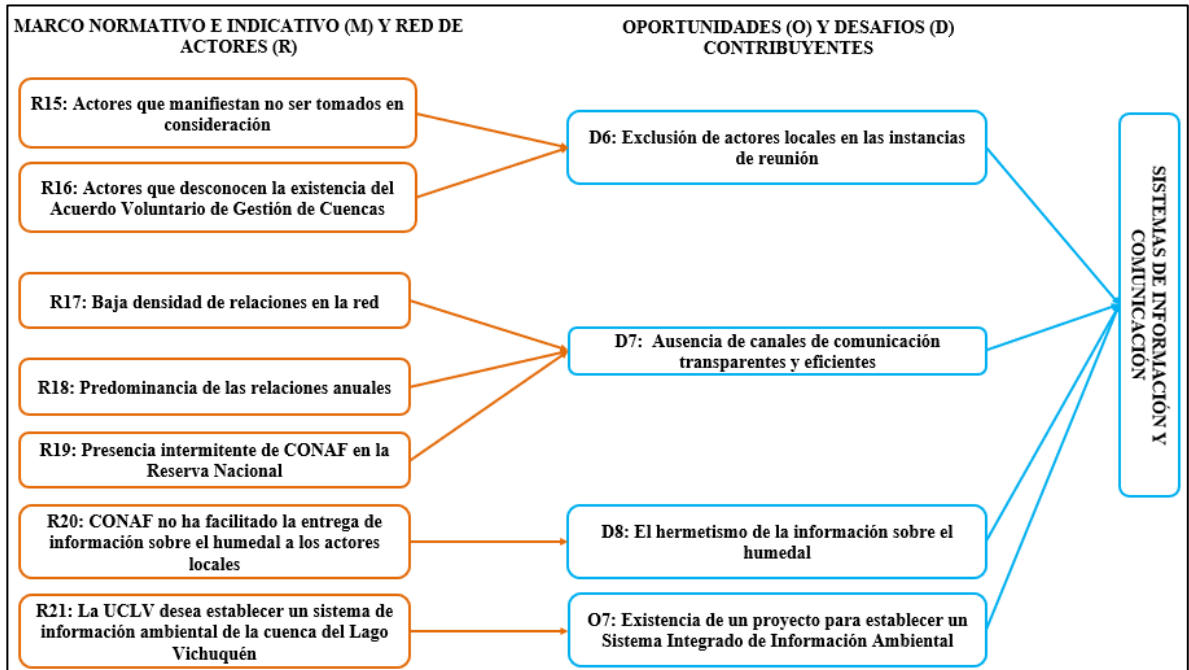 MARCO NORMATIVO E INDICATIVO (M) Y RED DE
ACTORES (R)
R15: Actores que manifiestan no ser tomados en
consideración
R16: Actores que desconocen la existencia del
Acuerdo Voluntario de Gestión de Cuencas
R17: Baja densidad de relaciones en la red
R18: Predominancia de las relaciones anuales
R19: Presencia intermitente de CONAF en la
Reserva Nacional
R20: CONAF no ha facilitado la entrega de
información sobre el humedal a los actores
locales
R21: La UCLV desea establecer un sistema de
información ambiental de la cuenca del Lago
Vichuquén
OPORTUNIDADES (O) Y DESAFIOS (D)
CONTRIBUYENTES
D6: Exclusión de actores locales en las instancias
de reunión
D7: Ausencia de canales de comunicación
transparentes y eficientes
D8: El hermetismo de la información sobre el
humedal
O7: Existencia de un proyecto para establecer un
Sistema Integrado de Información Ambiental
SISTEMAS DE INFORMACIÓN Y
COMUNICACIÓN